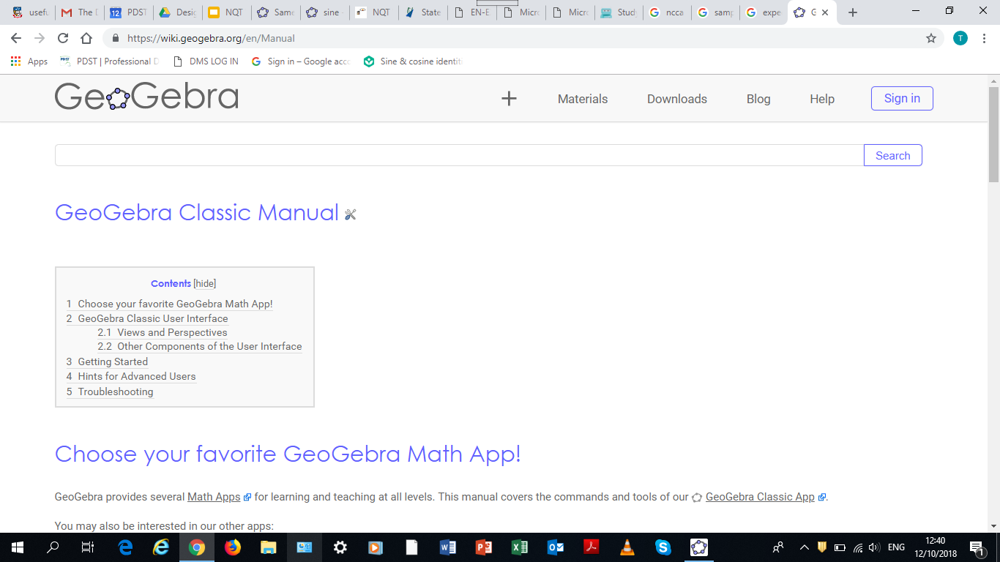 usefu The D PDST Desig NQT Same sine - NQT State EN-E Micro Micro Study ncca samp expe G
https://wiki.geogebra.org/en/Manual T
Apps PDST | Professional D DMS LOG IN Sign in – Google acco Sine & cosine identiti
GeoGebra Materials Downloads Blog Help Sign in
Search
GeoGebra Classic Manual
Contents [hide]
1 Choose your favorite GeoGebra Math App!
2 GeoGebra Classic User Interface
2.1 Views and Perspectives
2.2 Other Components of the User Interface
3 Getting Started
4 Hints for Advanced Users
5 Troubleshooting
Choose your favorite GeoGebra Math App!
GeoGebra provides several Math Apps for learning and teaching at all levels. This manual covers the commands and tools of our GeoGebra Classic App.
You may also be interested in our other apps:
ENG 12:40
12/10/2018 1